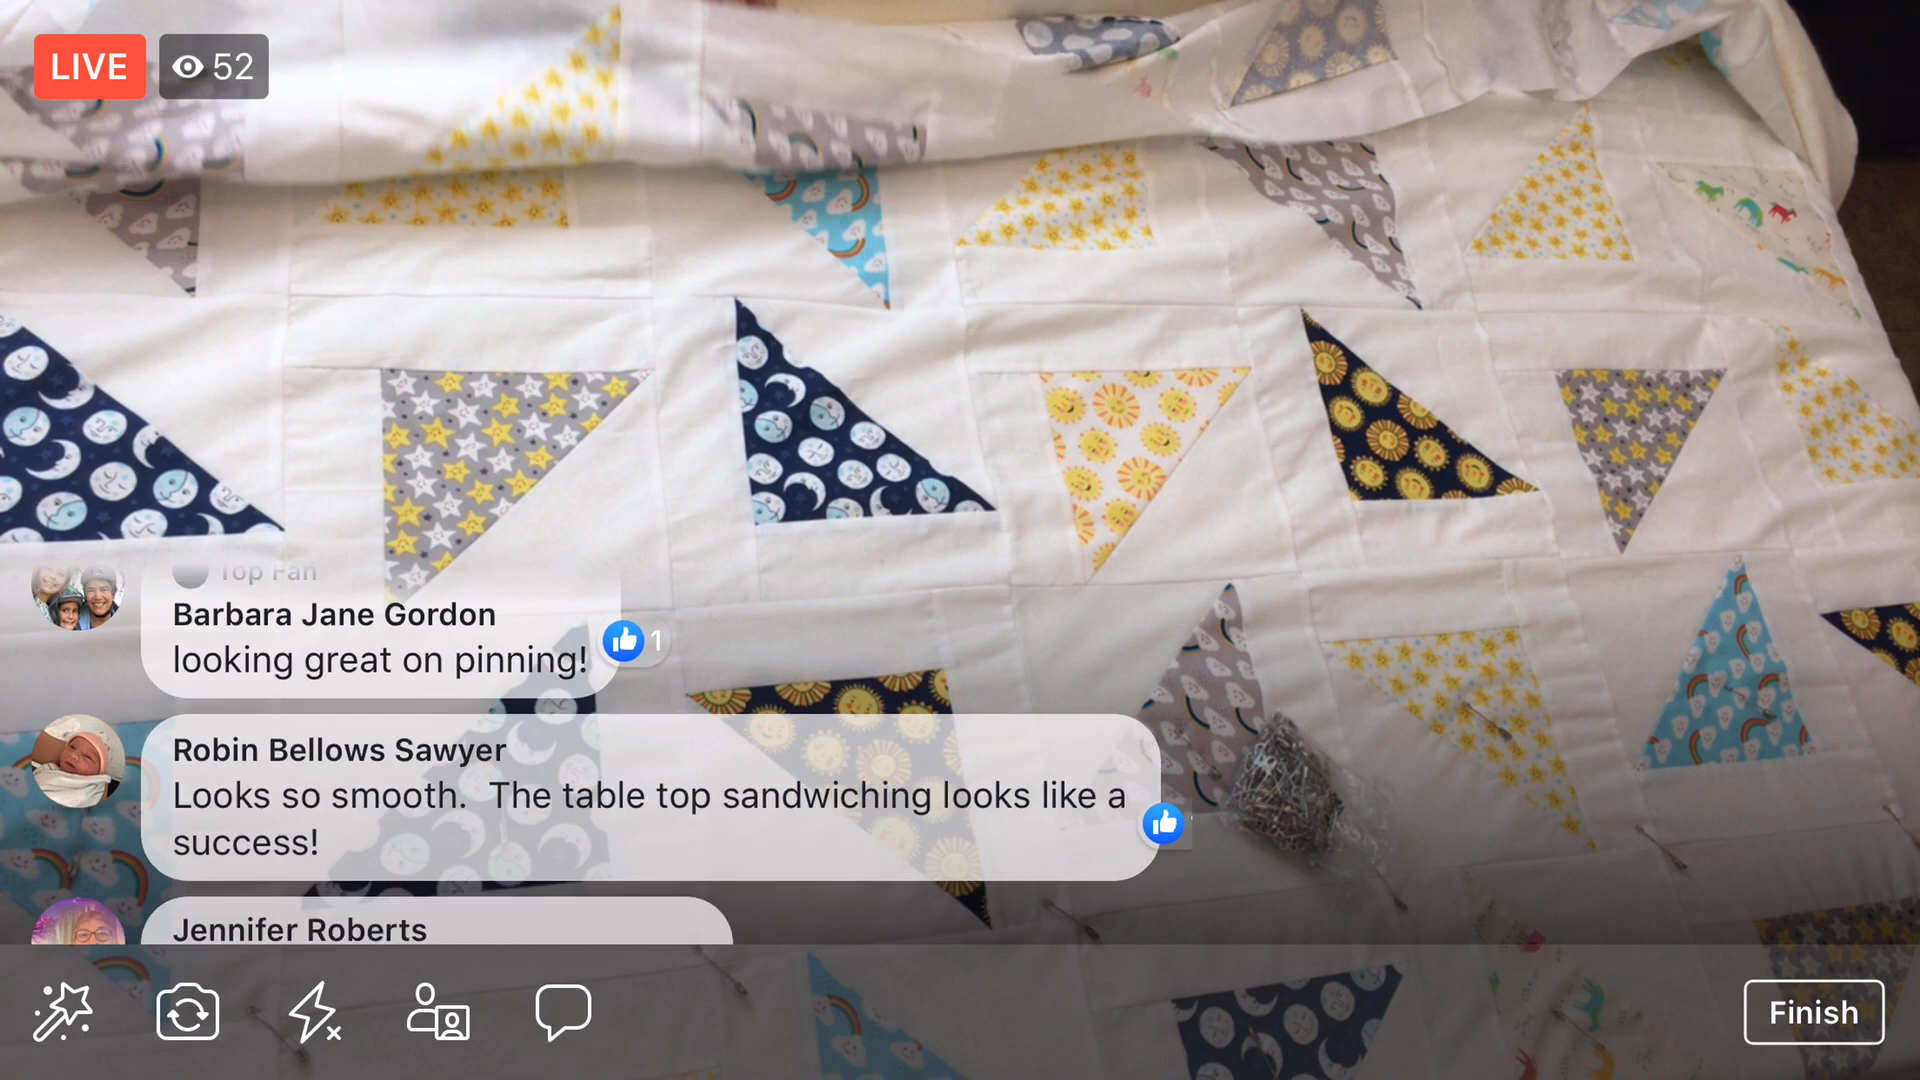 LIVE 52
Top Fan
Barbara Jane Gordon
looking great on pinning!
1
Robin Bellows Sawyer
Looks so smooth.  The table top sandwiching looks like a
success!
Jennifer Roberts
Finish